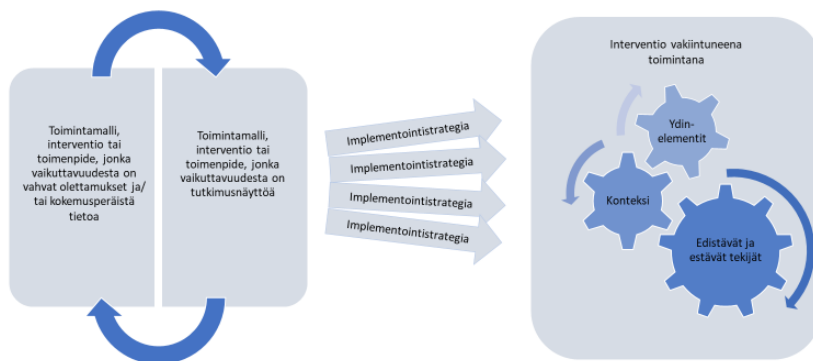 Toimintamalli,
interventio tai
toimenpide, jonka
vaikuttavuudesta on
vahvat olettamukset ja/
tai kokemusperäistä
tietoa
Toimintamalli,
interventio tai
toimenpide, jonka
vaikuttavuudesta on
tutkimusnäyttöä
Implementointistrategia
Implementointistrategia
Implementointistrategia
Implementointistrategia
Interventio vakiintuneena
toimintana
Ydin-
elementit
Konteksi
Edistävät ja
estävät tekijät